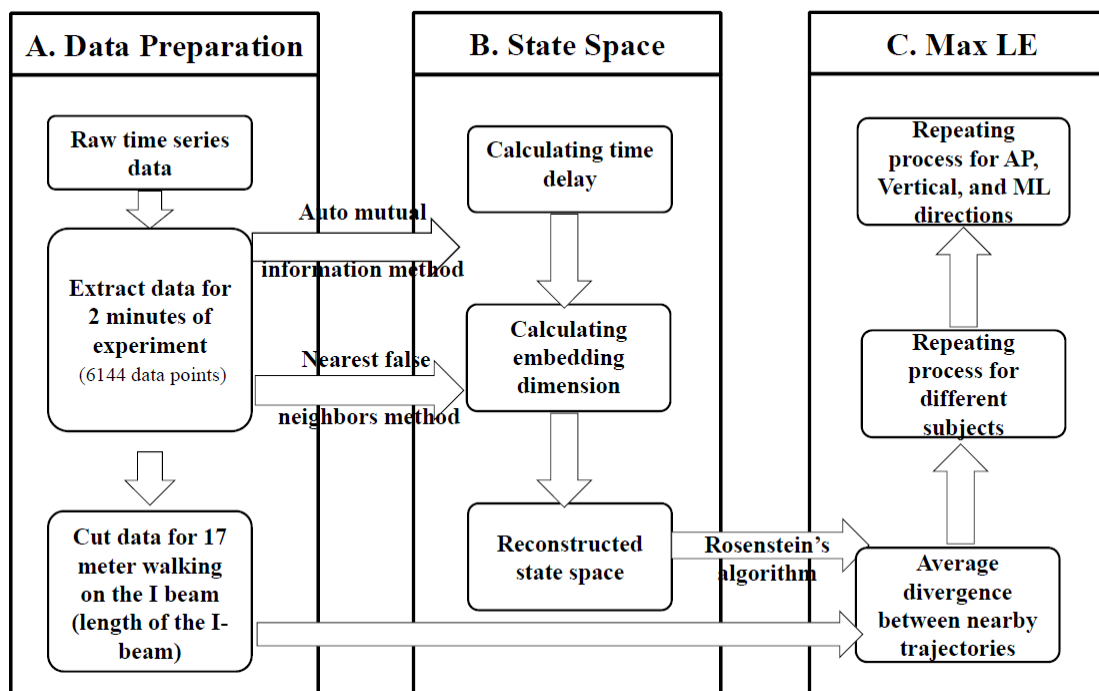 A. Data Preparation
Raw time series
data
Extract data for
2 minutes of
experiment
(6144 data points)
Cut data for 17
meter walking
on the I beam
(length of the I-
beam)
Auto mutual
information method
Nearest false
neighbors method
B. State Space
Calculating time
delay
Calculating
embedding
dimension
Reconstructed
state space
Rosenstein's
algorithm
C. Max LE
Repeating
process for AP,
Vertical, and ML
directions
Repeating
process for
different
subjects
Average
divergence
between nearby
trajectories